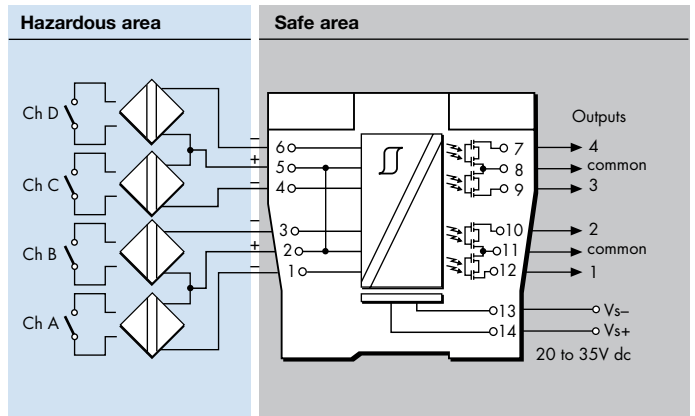 Hazardous area
Safe area
Outputs
Ch D
Ch C
Ch B
Ch A
–
+
–
–
+
–
6
5
4
3
2
1
7
8
9
10
11
12
13
14
4
common
3
2
common
1
Vs–
Vs+
20 to 35V dc